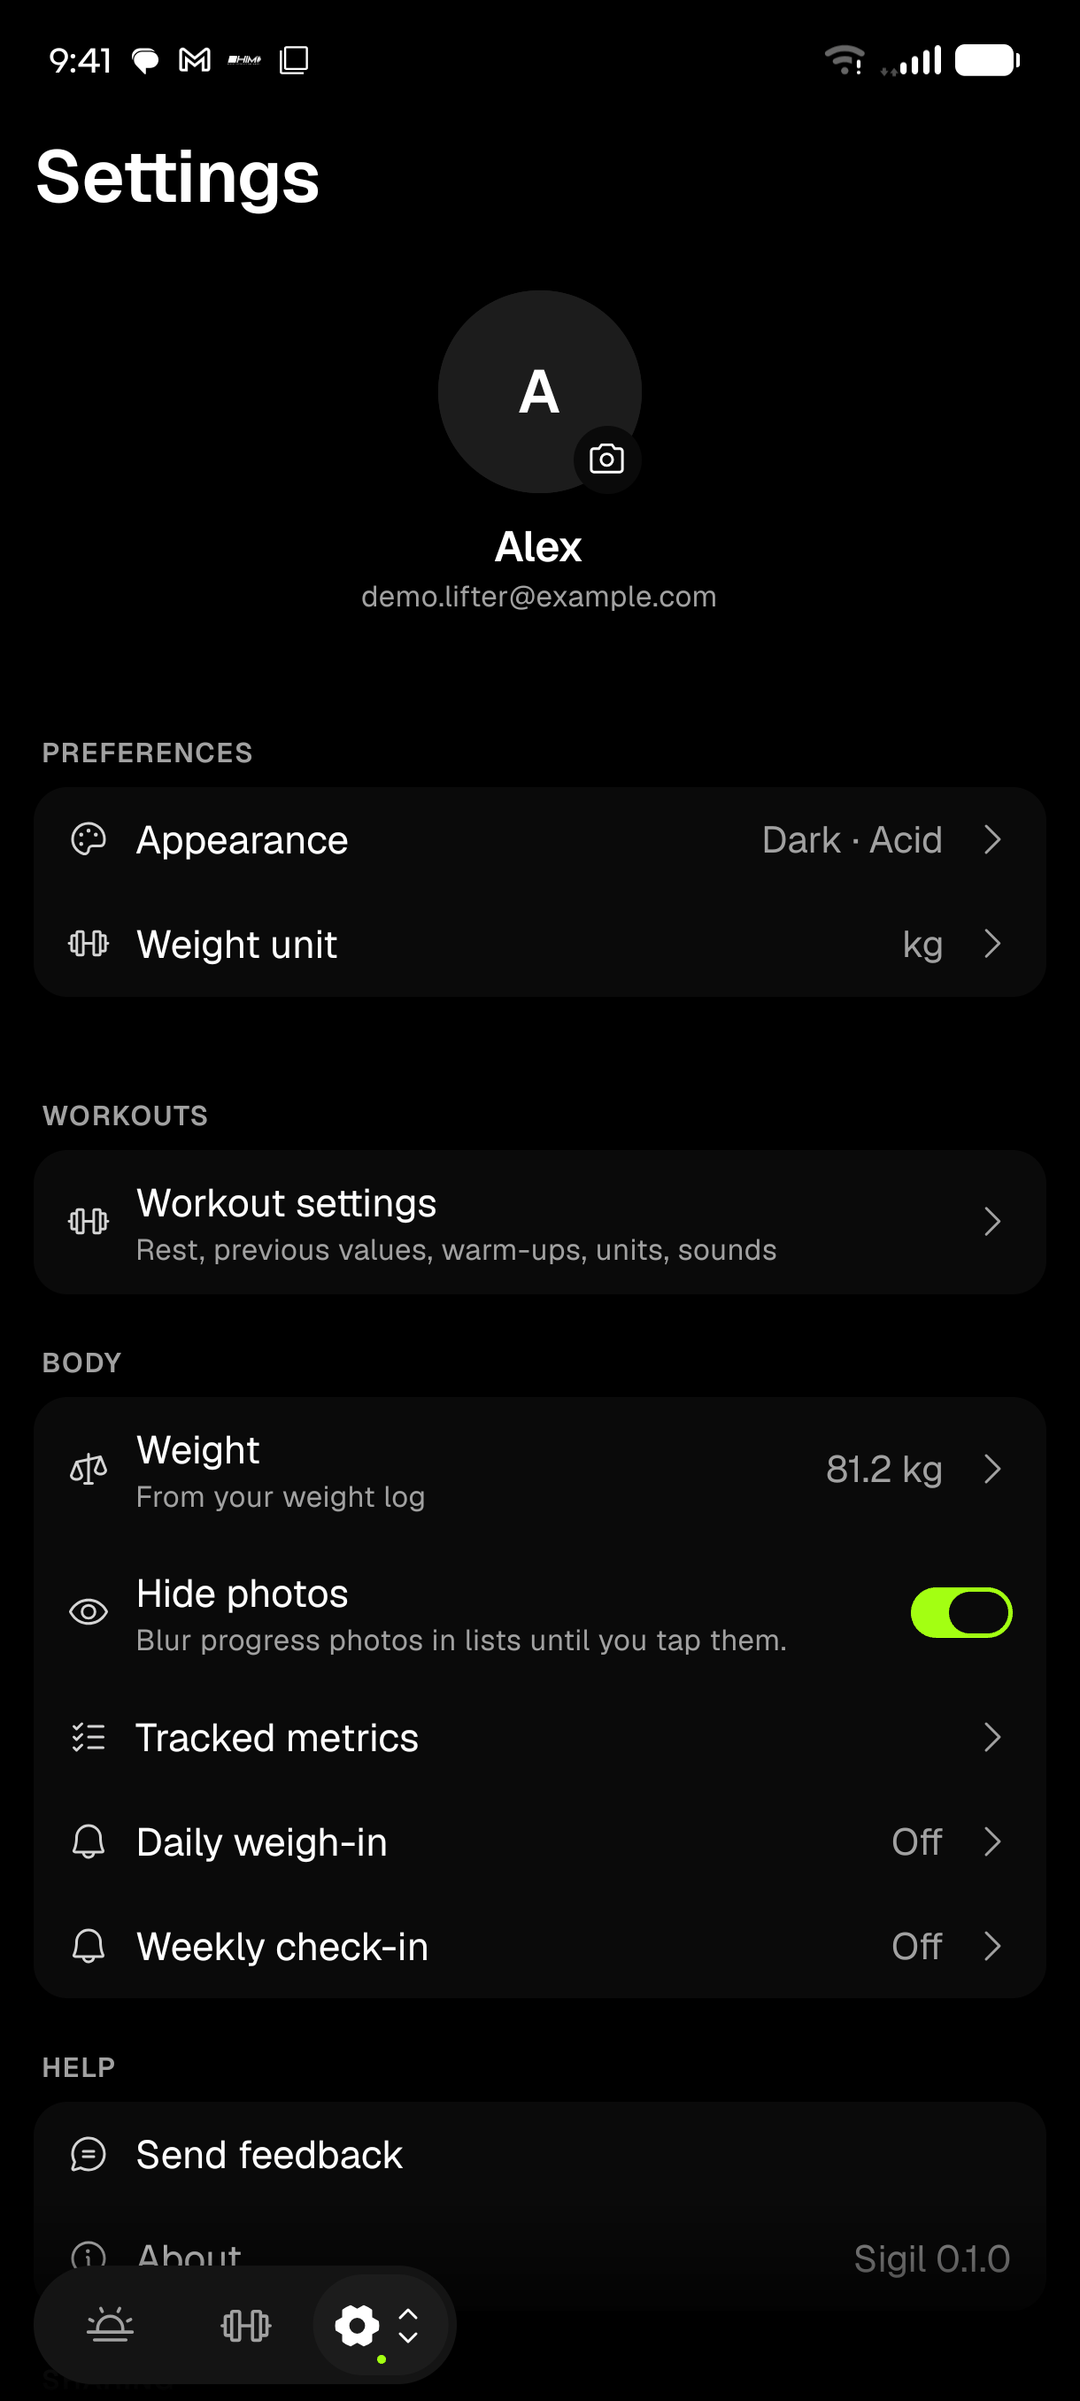 9:41
Settings
A
Alex
demo.lifter@example.com
PREFERENCES
Appearance
Dark · Acid
Weight unit
kg
WORKOUTS
Workout settings
Rest, previous values, warm-ups, units, sounds
BODY
Weight
From your weight log
81.2 kg
Hide photos
Blur progress photos in lists until you tap them.
Tracked metrics
Daily weigh-in
Off
Weekly check-in
Off
HELP
Send feedback
About
Sigil 0.1.0